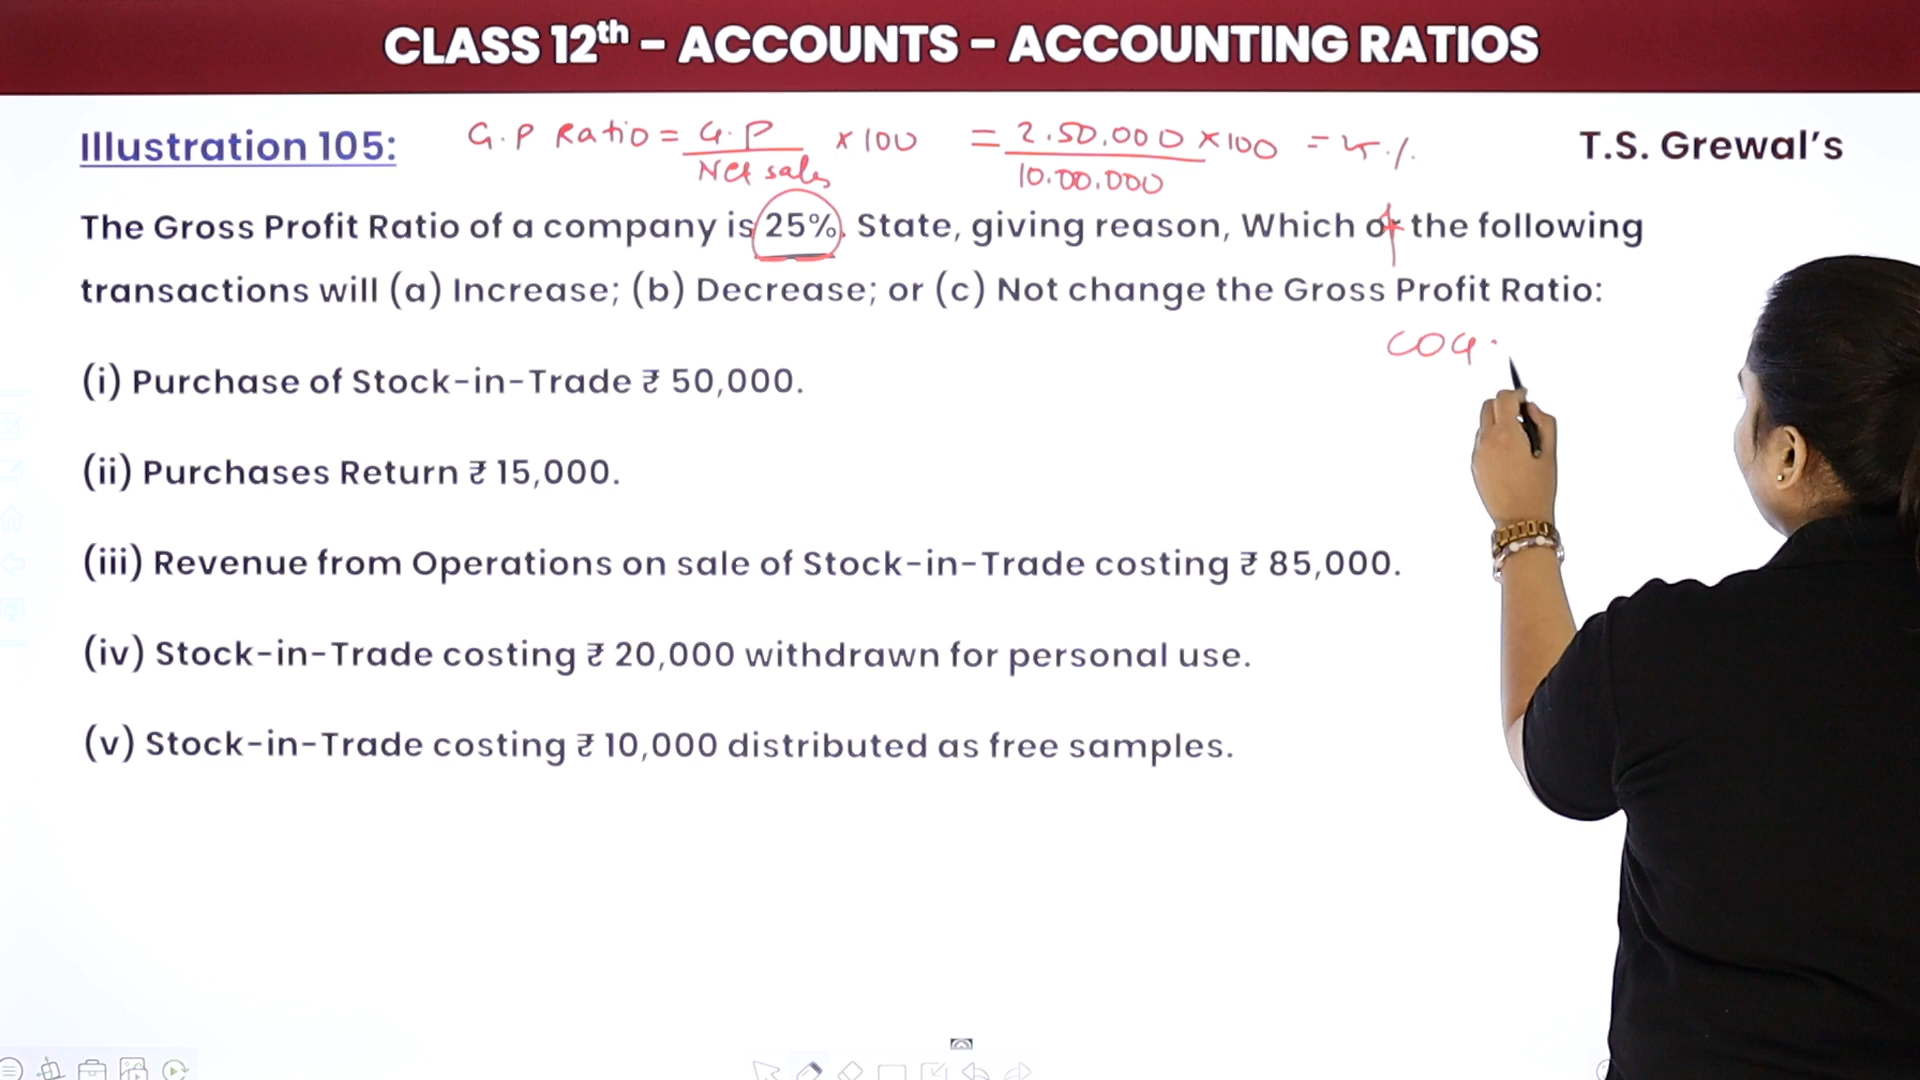 CLASS 12th – ACCOUNTS – ACCOUNTING RATIOS
Illustration 105: G.P Ratio = G.P / Net sales × 100 = 2.50.000 × 100 / 10.00.000 = 25 %. T.S. Grewal's
The Gross Profit Ratio of a company is 25%. State, giving reason, Which of the following
transactions will (a) Increase; (b) Decrease; or (c) Not change the Gross Profit Ratio:
COG.
(i) Purchase of Stock-in-Trade ₹ 50,000.
(ii) Purchases Return ₹ 15,000.
(iii) Revenue from Operations on sale of Stock-in-Trade costing ₹ 85,000.
(iv) Stock-in-Trade costing ₹ 20,000 withdrawn for personal use.
(v) Stock-in-Trade costing ₹ 10,000 distributed as free samples.